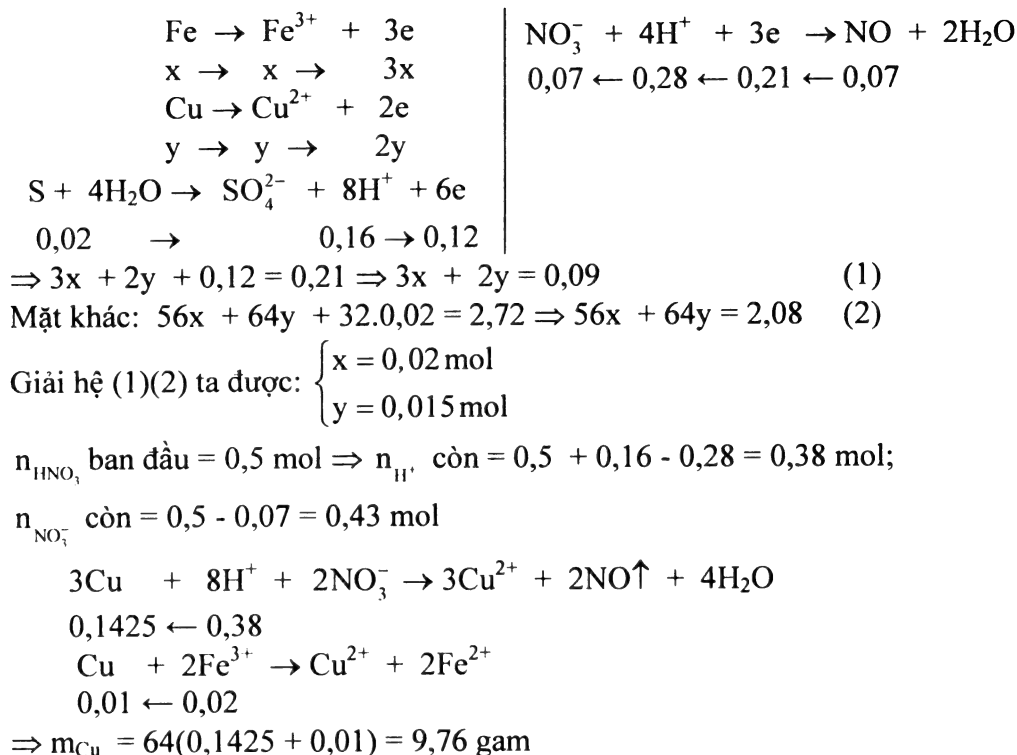 Fe → Fe³⁺ + 3e
x → x → 3x
Cu → Cu²⁺ + 2e
y → y → 2y
S + 4H₂O → SO₄²⁻ + 8H⁺ + 6e
0,02 → 0,16 → 0,12
NO₃⁻ + 4H⁺ + 3e → NO + 2H₂O
0,07 ← 0,28 ← 0,21 ← 0,07
⇒ 3x + 2y + 0,12 = 0,21 ⇒ 3x + 2y = 0,09 (1)
Mặt khác: 56x + 64y + 32.0,02 = 2,72 ⇒ 56x + 64y = 2,08 (2)
Giải hệ (1)(2) ta được: { x = 0,02 mol
y = 0,015 mol
n_HNO₃ ban đầu = 0,5 mol ⇒ n_H⁺ còn = 0,5 + 0,16 - 0,28 = 0,38 mol;
n_NO₃⁻ còn = 0,5 - 0,07 = 0,43 mol
3Cu + 8H⁺ + 2NO₃⁻ → 3Cu²⁺ + 2NO↑ + 4H₂O
0,1425 ← 0,38
Cu + 2Fe³⁺ → Cu²⁺ + 2Fe²⁺
0,01 ← 0,02
⇒ m_Cu = 64(0,1425 + 0,01) = 9,76 gam